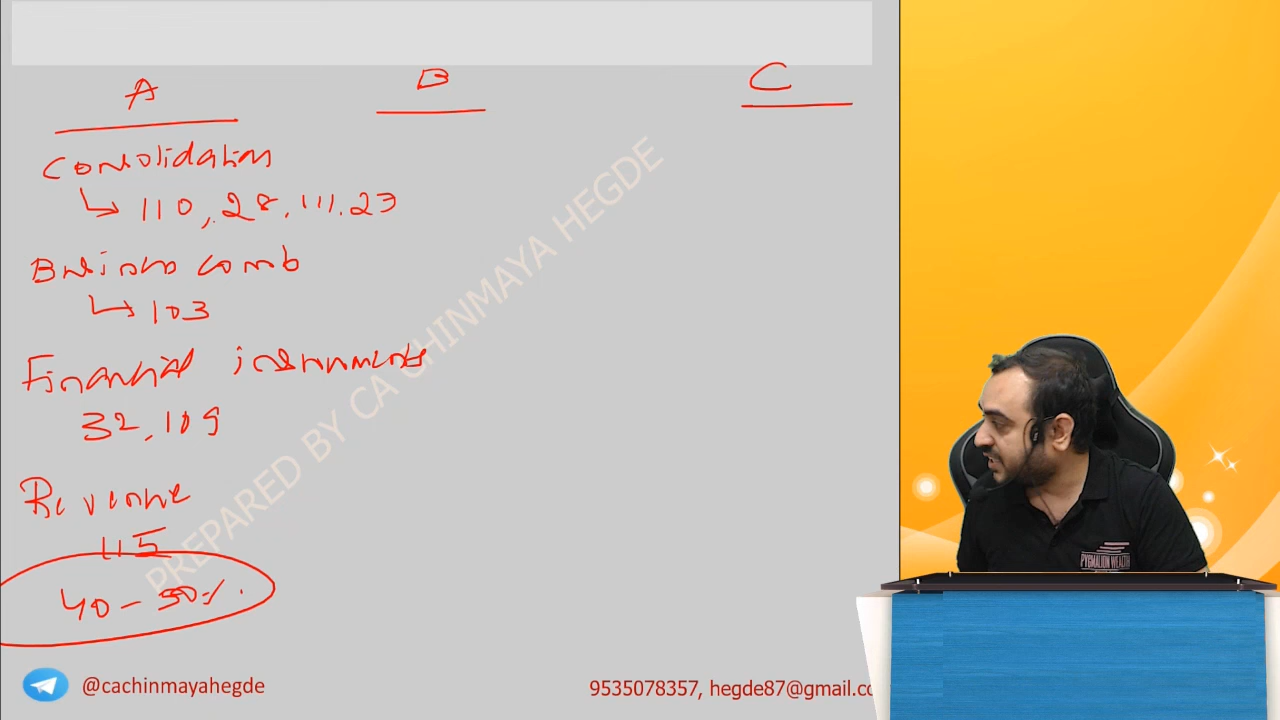 A B C
Consolidation
↳ 110, 28, 111, 23
Business comb
↳ 103
Financial instruments
32, 109
Revenue
115
40 - 50%.
PREPARED BY CA CHINMAYA HEGDE
PYGMALION WEALTH
@cachinmayahegde
9535078357, hegde87@gmail.co